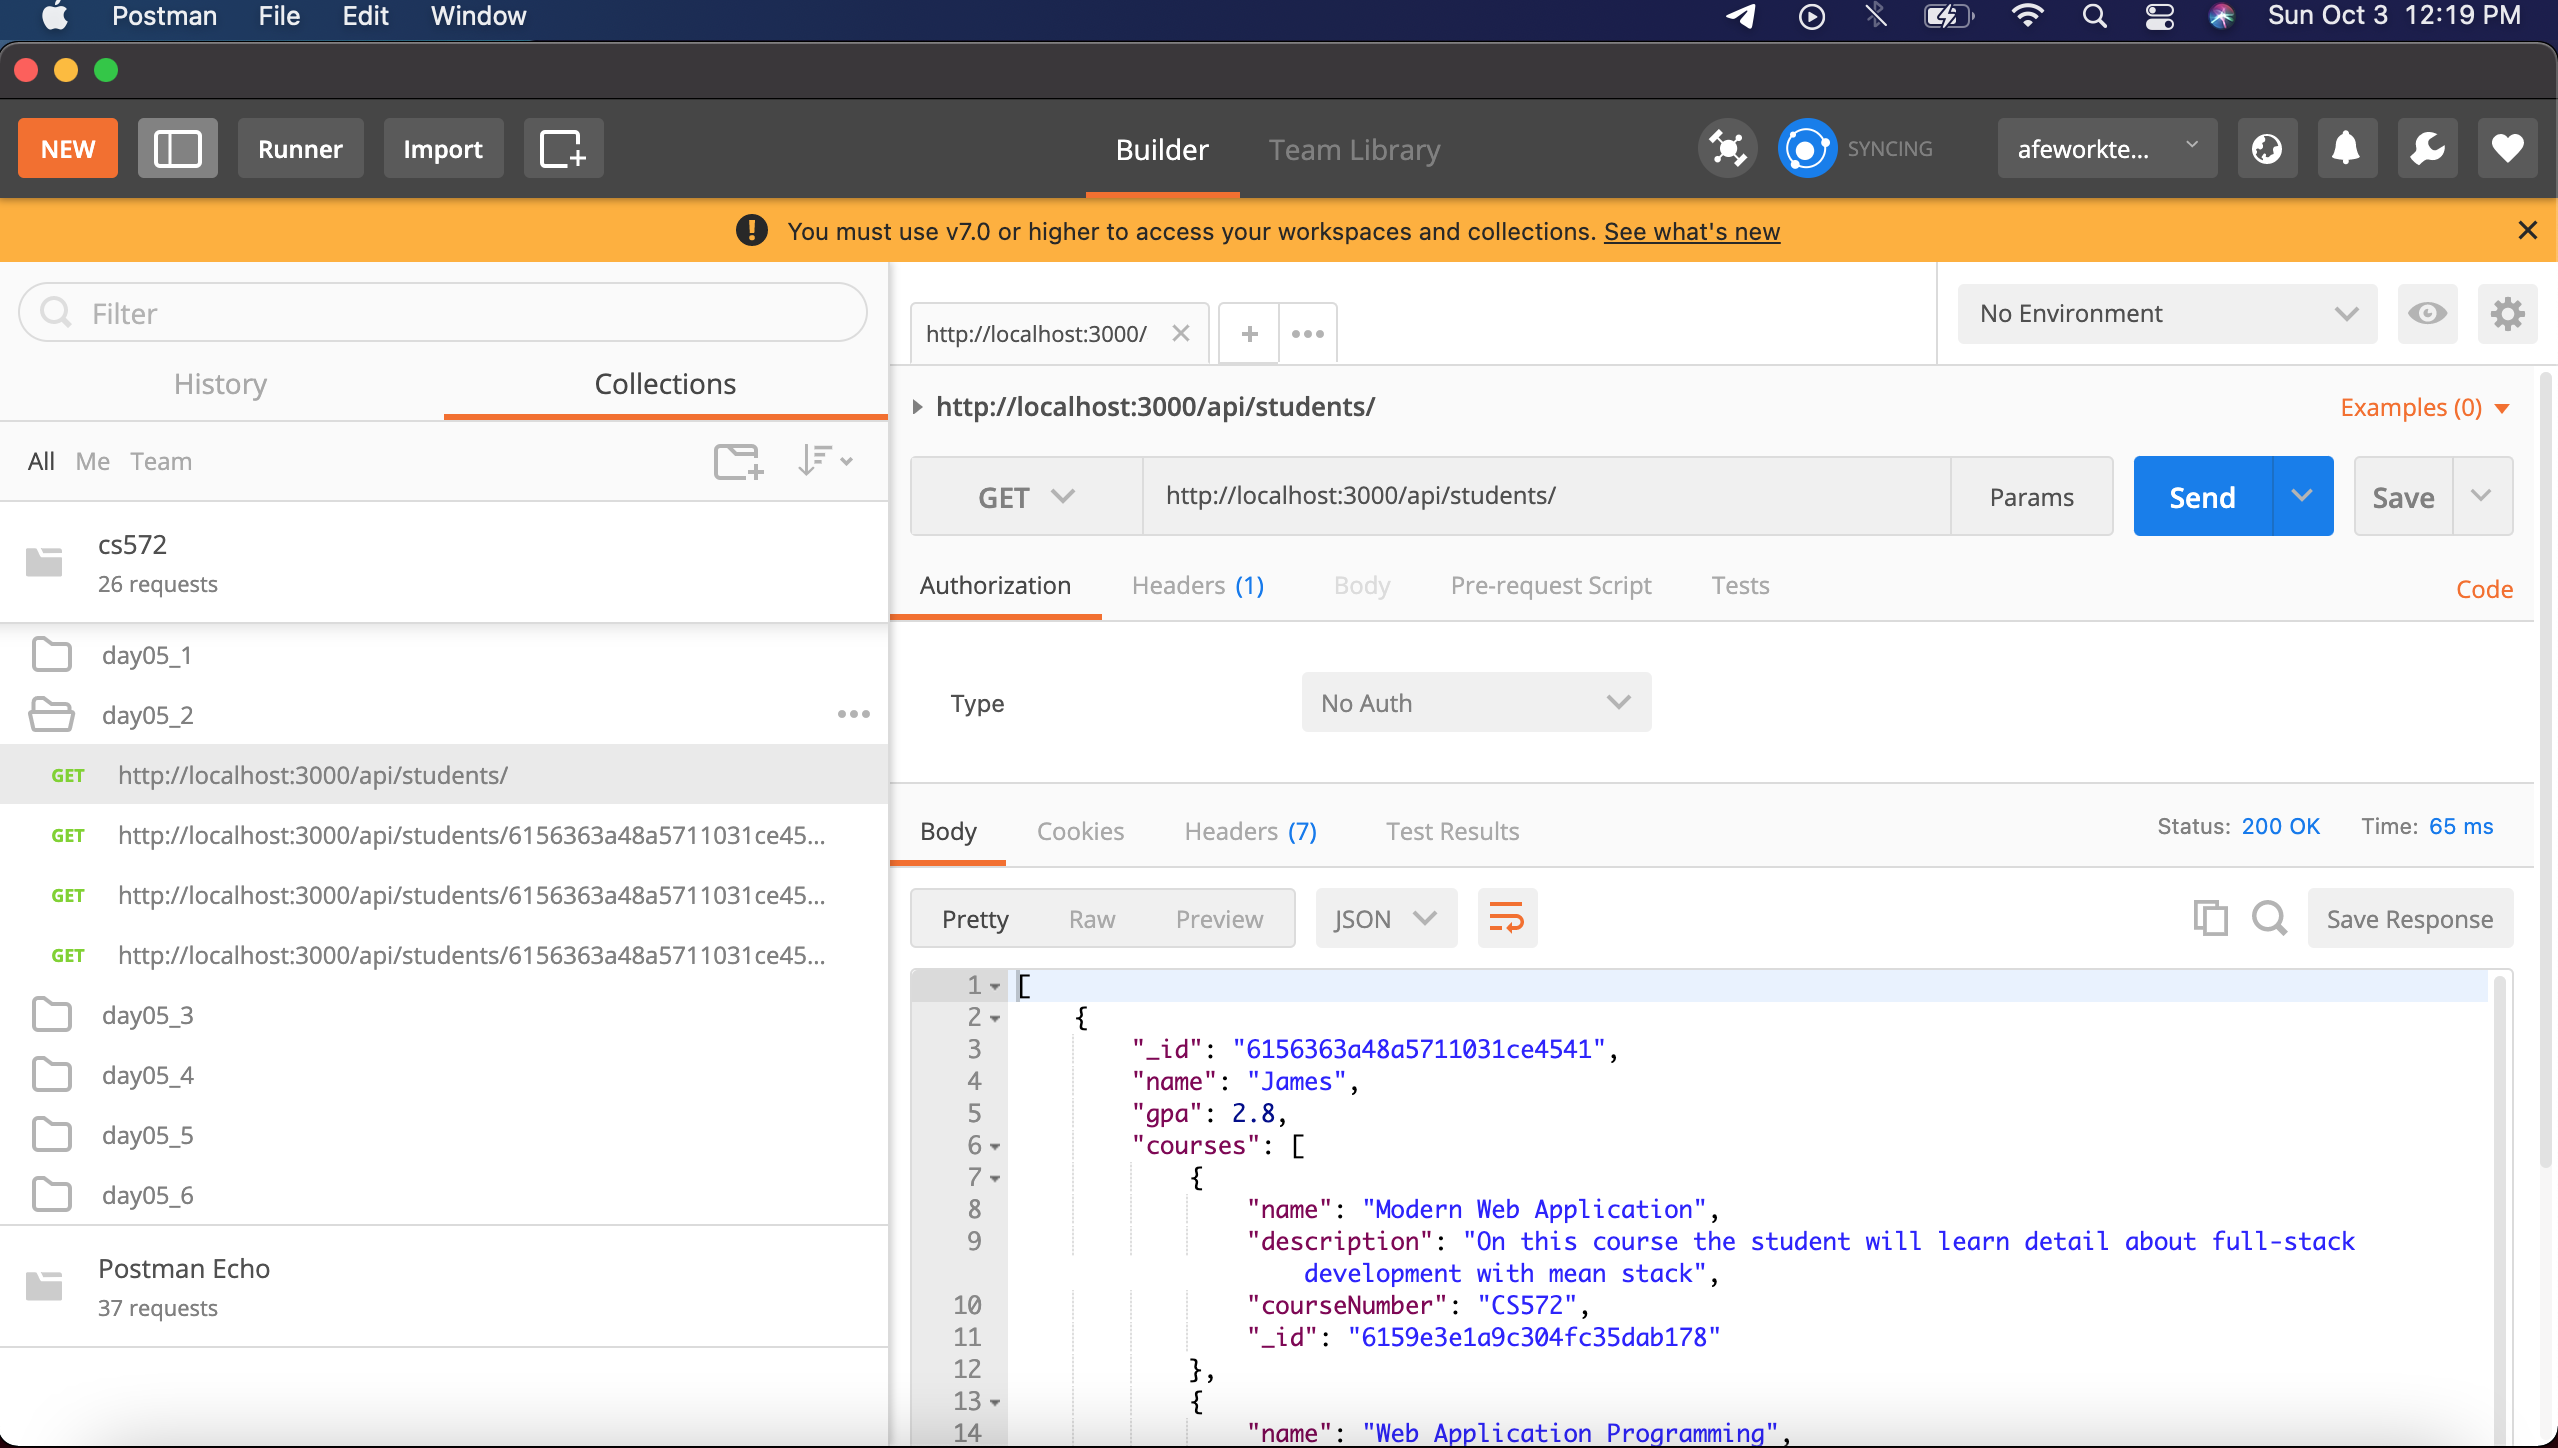 Postman File Edit Window Sun Oct 3 12:19 PM
NEW Runner Import Builder Team Library SYNCING afeworkte...
You must use v7.0 or higher to access your workspaces and collections. See what's new
Filter
History Collections
All Me Team
cs572
26 requests
day05_1
day05_2
GET http://localhost:3000/api/students/
GET http://localhost:3000/api/students/6156363a48a5711031ce45...
GET http://localhost:3000/api/students/6156363a48a5711031ce45...
GET http://localhost:3000/api/students/6156363a48a5711031ce45...
day05_3
day05_4
day05_5
day05_6
Postman Echo
37 requests
http://localhost:3000/
No Environment
http://localhost:3000/api/students/
Examples (0)
GET http://localhost:3000/api/students/ Params Send Save
Authorization Headers (1) Body Pre-request Script Tests Code
Type No Auth
Body Cookies Headers (7) Test Results Status: 200 OK Time: 65 ms
Pretty Raw Preview JSON Save Response
1 [
2 {
3 "_id": "6156363a48a5711031ce4541",
4 "name": "James",
5 "gpa": 2.8,
6 "courses": [
7 {
8 "name": "Modern Web Application",
9 "description": "On this course the student will learn detail about full-stack
development with mean stack",
10 "courseNumber": "CS572",
11 "_id": "6159e3e1a9c304fc35dab178"
12 },
13 {
14 "name": "Web Application Programming",